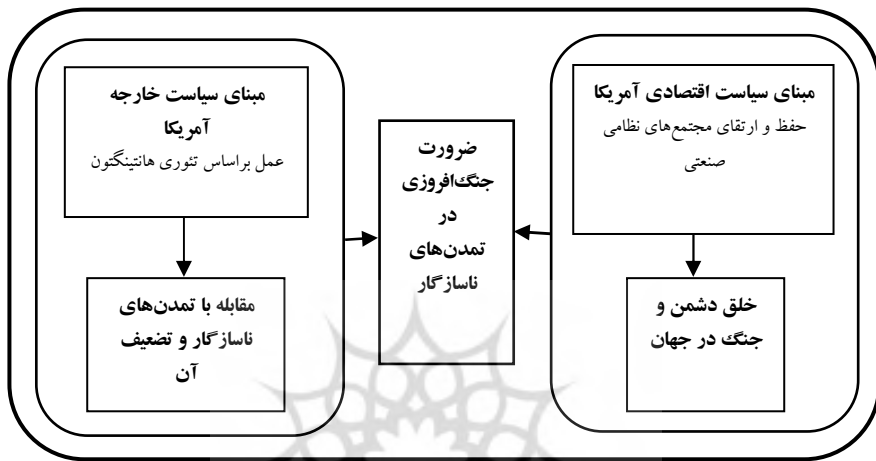 مبنای سیاست اقتصادی آمریکا
حفظ و ارتقای مجتمع‌های نظامی
صنعتی
خلق دشمن و
جنگ در جهان
ضرورت
جنگ‌افروزی
در
تمدن‌های
ناسازگار
مبنای سیاست خارجه
آمریکا
عمل براساس تئوری هانتینگتون
مقابله با تمدن‌های
ناسازگار و تضعیف
آن